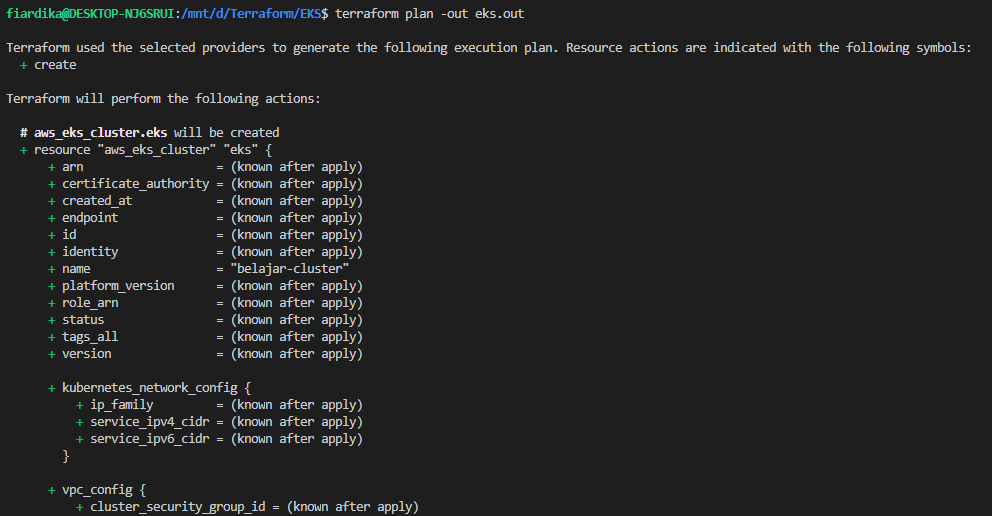 fiardika@DESKTOP-NJ6SRUI:/mnt/d/Terraform/EKS$ terraform plan -out eks.out
Terraform used the selected providers to generate the following execution plan. Resource actions are indicated with the following symbols:
+ create
Terraform will perform the following actions:
# aws_eks_cluster.eks will be created
+ resource "aws_eks_cluster" "eks" {
+ arn = (known after apply)
+ certificate_authority = (known after apply)
+ created_at = (known after apply)
+ endpoint = (known after apply)
+ id = (known after apply)
+ identity = (known after apply)
+ name = "belajar-cluster"
+ platform_version = (known after apply)
+ role_arn = (known after apply)
+ status = (known after apply)
+ tags_all = (known after apply)
+ version = (known after apply)
+ kubernetes_network_config {
+ ip_family = (known after apply)
+ service_ipv4_cidr = (known after apply)
+ service_ipv6_cidr = (known after apply)
}
+ vpc_config {
+ cluster_security_group_id = (known after apply)